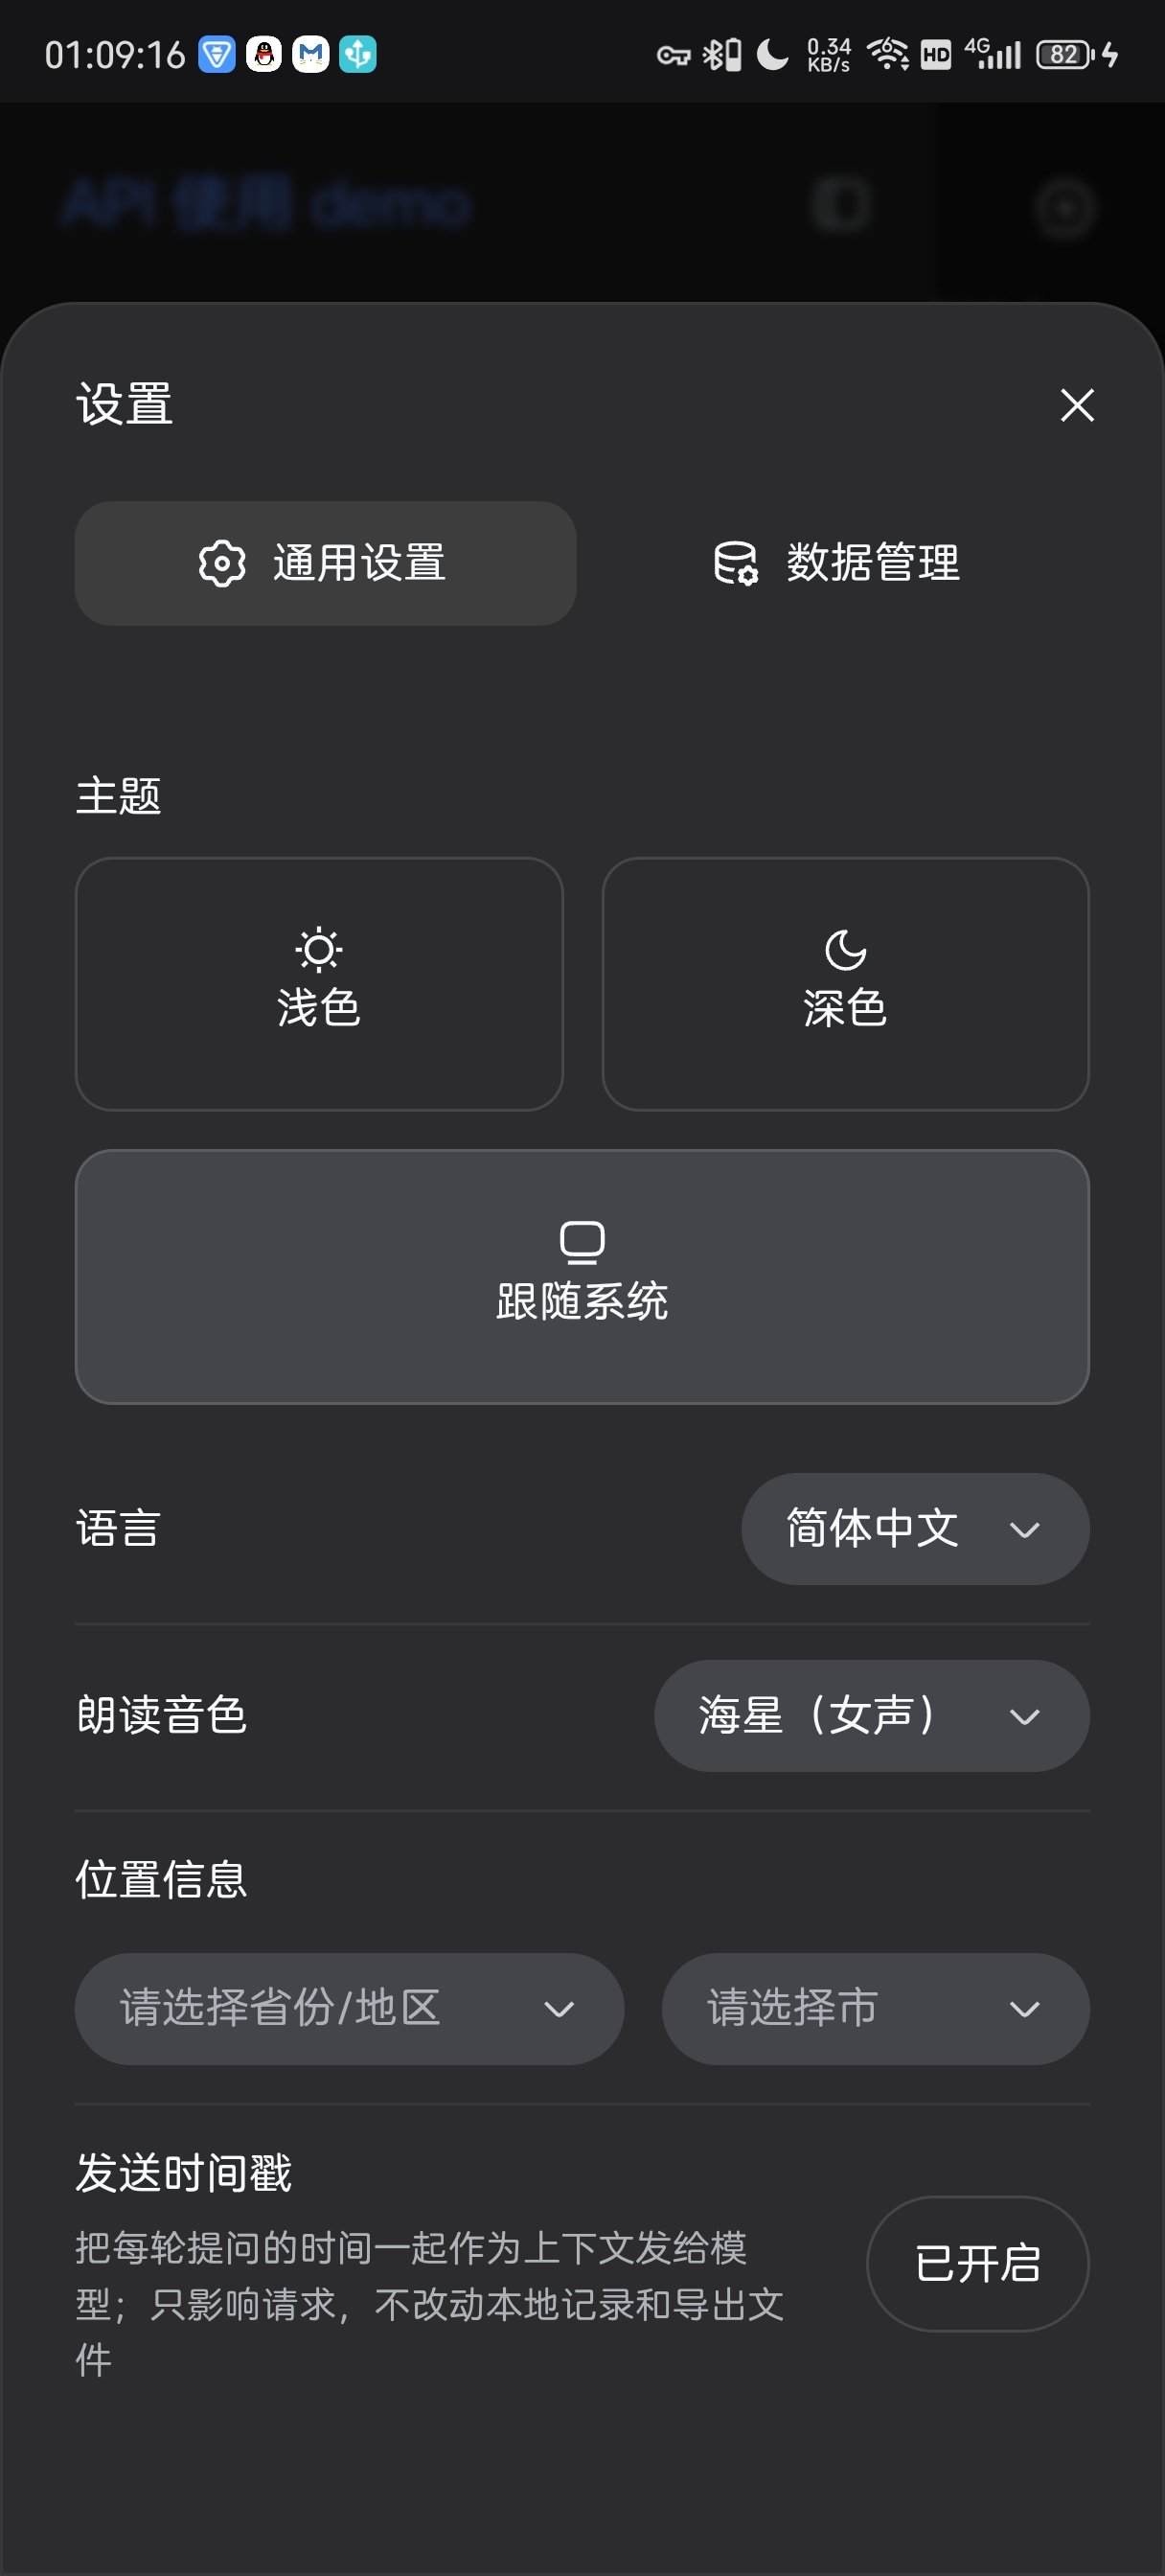 01:09:16
0.34 KB/s
6
HD
4G
82
API 使用 demo
设置
通用设置
数据管理
主题
浅色
深色
跟随系统
语言
简体中文
朗读音色
海星（女声）
位置信息
请选择省份/地区
请选择市
发送时间戳
把每轮提问的时间一起作为上下文发给模
型；只影响请求，不改动本地记录和导出文
件
已开启